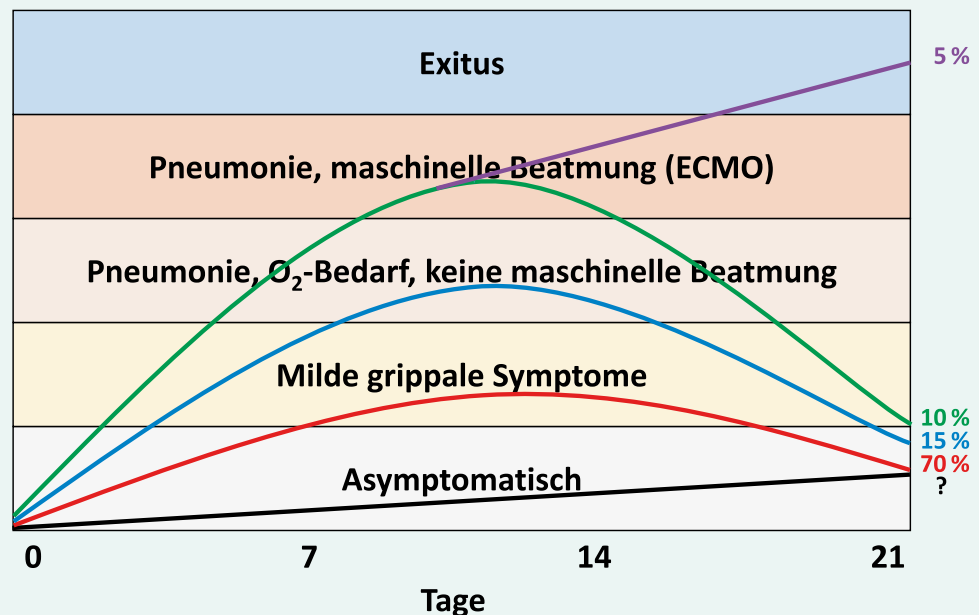 Exitus
5 %
Pneumonie, maschinelle Beatmung (ECMO)
Pneumonie, O₂-Bedarf, keine maschinelle Beatmung
Milde grippale Symptome
10 %
15 %
70 %
Asymptomatisch
?
0 7 14 21
Tage